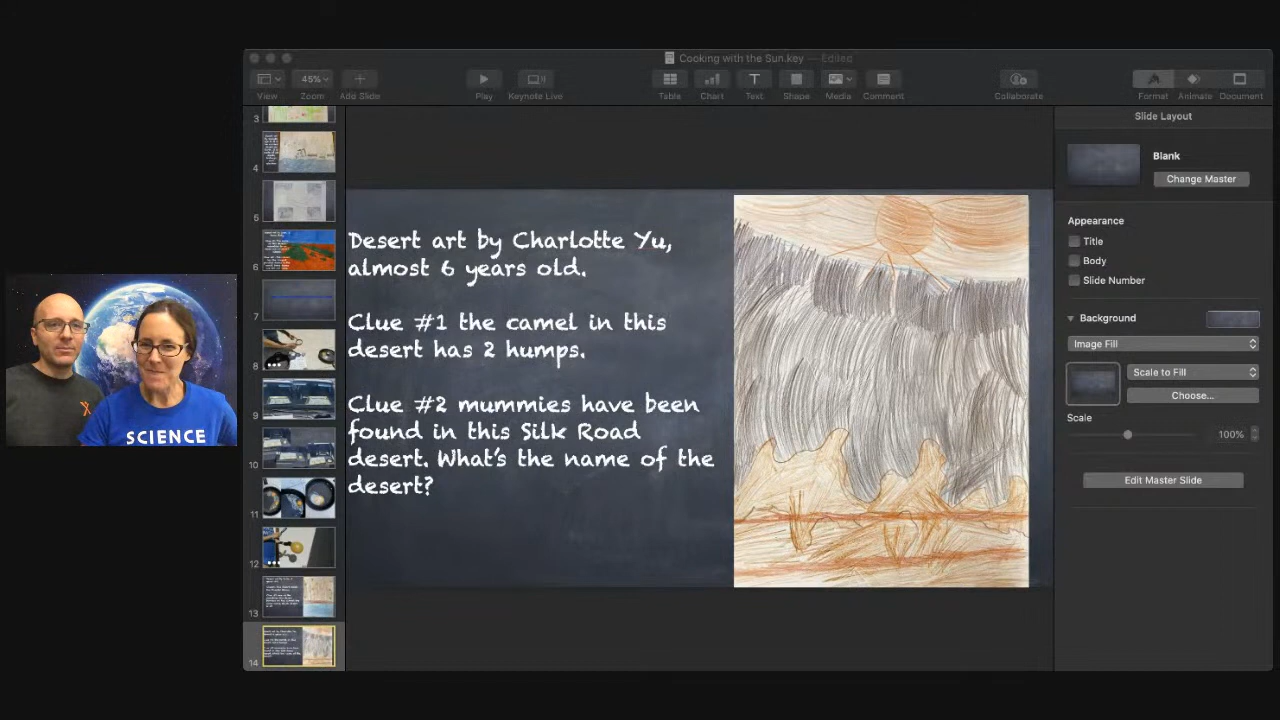 Cooking with the Sun.key — Edited
45%
View
Zoom
Add Slide
Play
Keynote Live
Table
Chart
Text
Shape
Media
Comment
Collaborate
Format
Animate
Document
3
4
5
6
7
8
9
10
11
12
13
14
Desert art by Charlotte Yu,
almost 6 years old.
Clue #1 the camel in this
desert has 2 humps.
Clue #2 mummies have been
found in this Silk Road
desert. What's the name of the
desert?
SCIENCE
Slide Layout
Blank
Change Master
Appearance
Title
Body
Slide Number
Background
Image Fill
Scale to Fill
Choose...
Scale
100%
Edit Master Slide